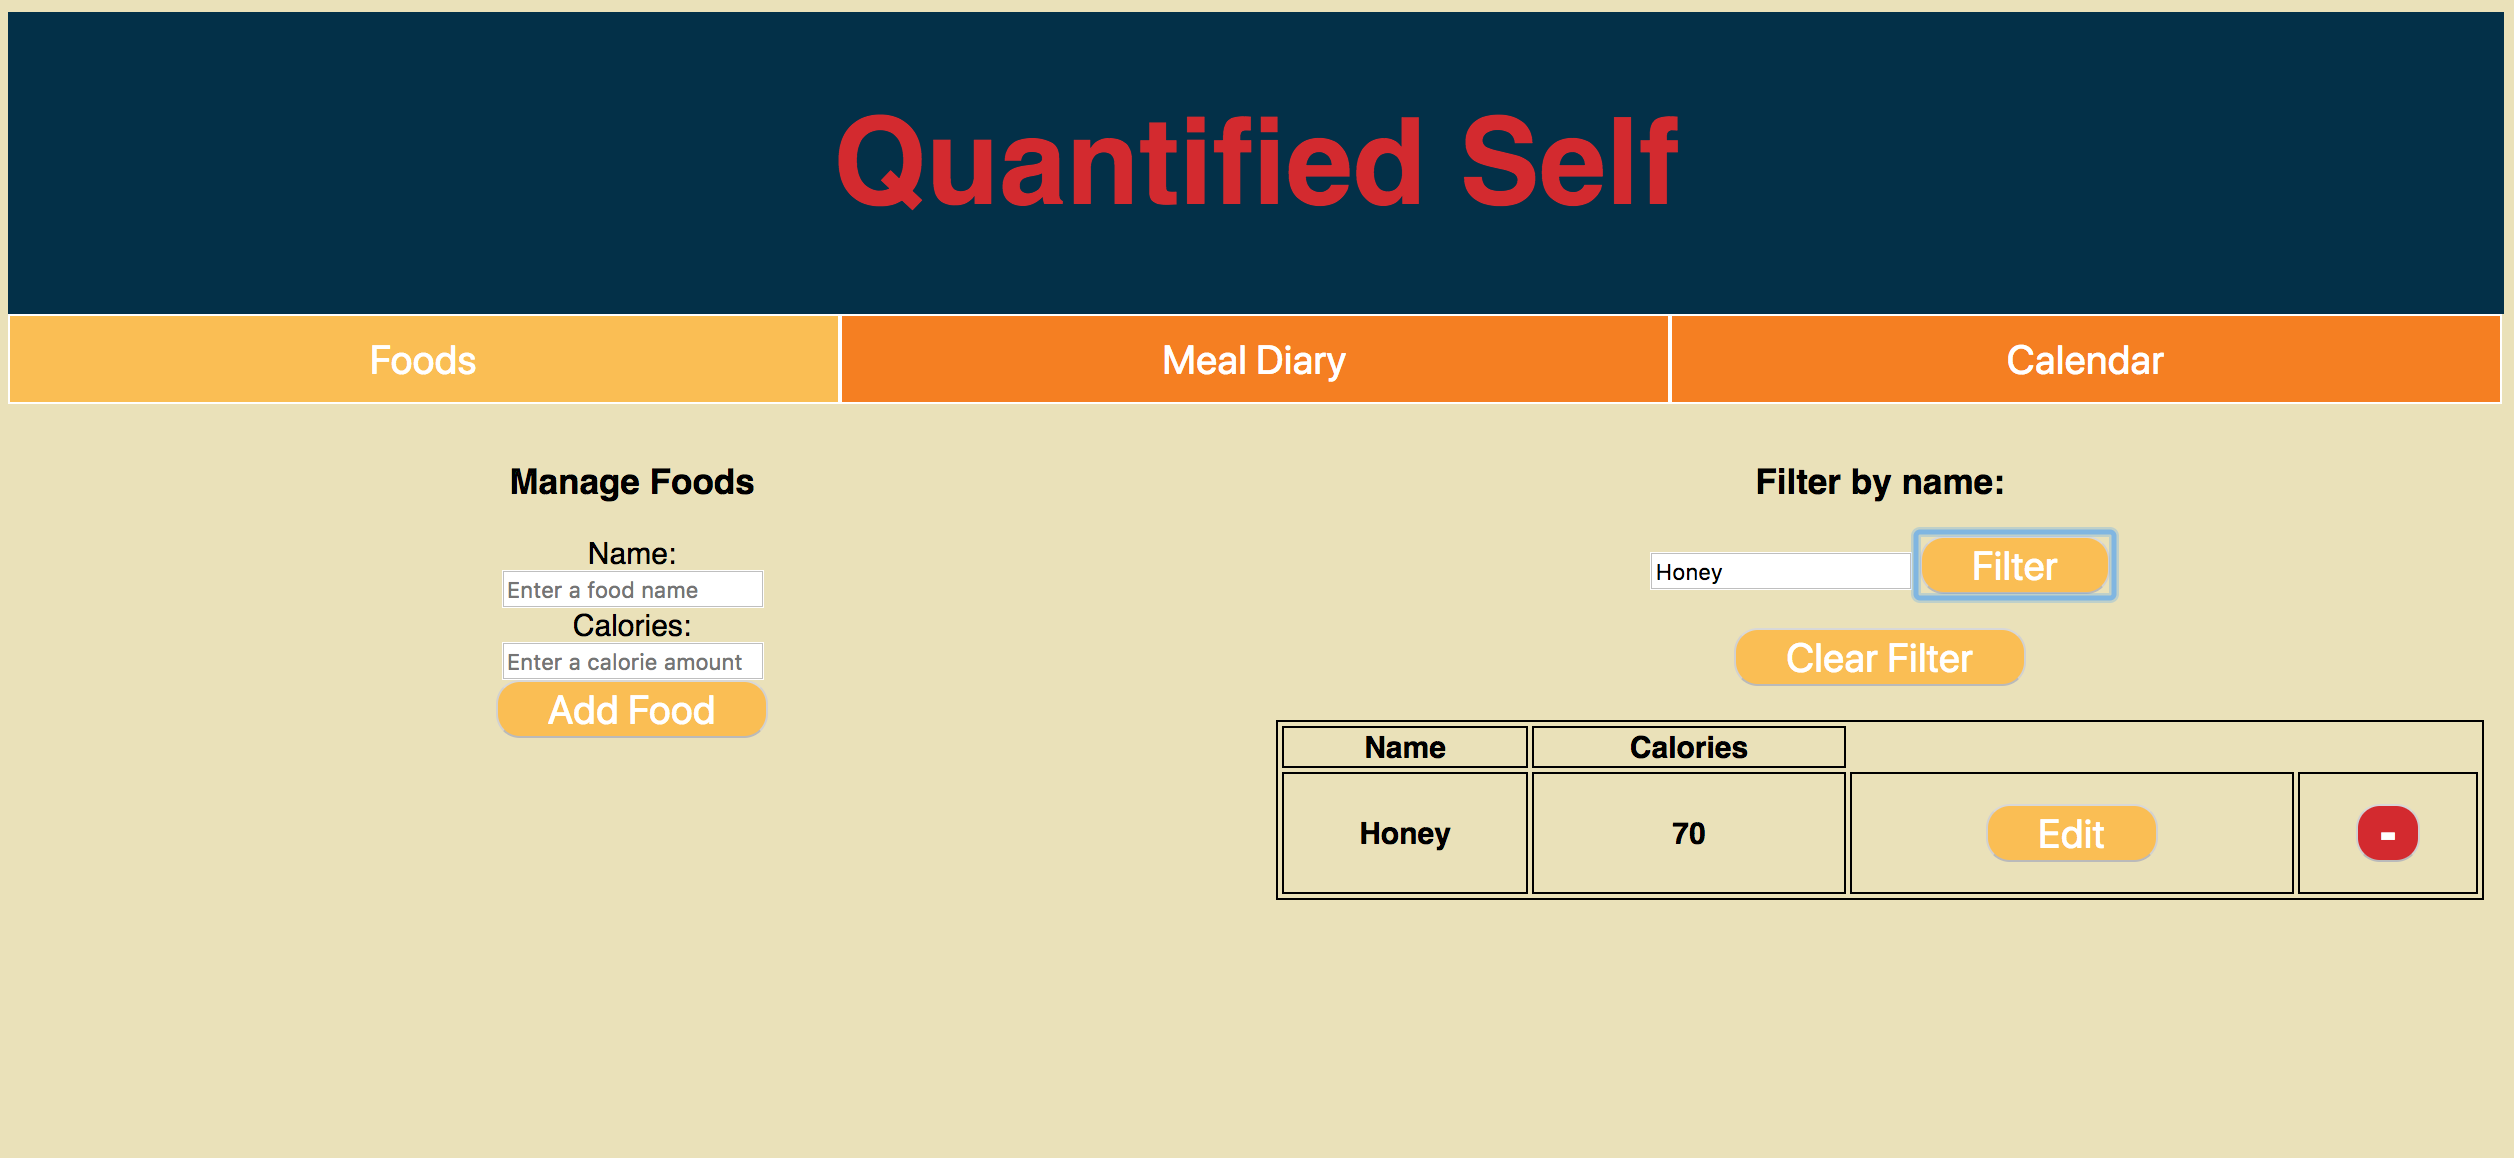 Quantified Self
Foods Meal Diary Calendar
Manage Foods
Name:
Enter a food name
Calories:
Enter a calorie amount
Add Food
Filter by name:
Honey Filter
Clear Filter
Name Calories
Honey 70 Edit -